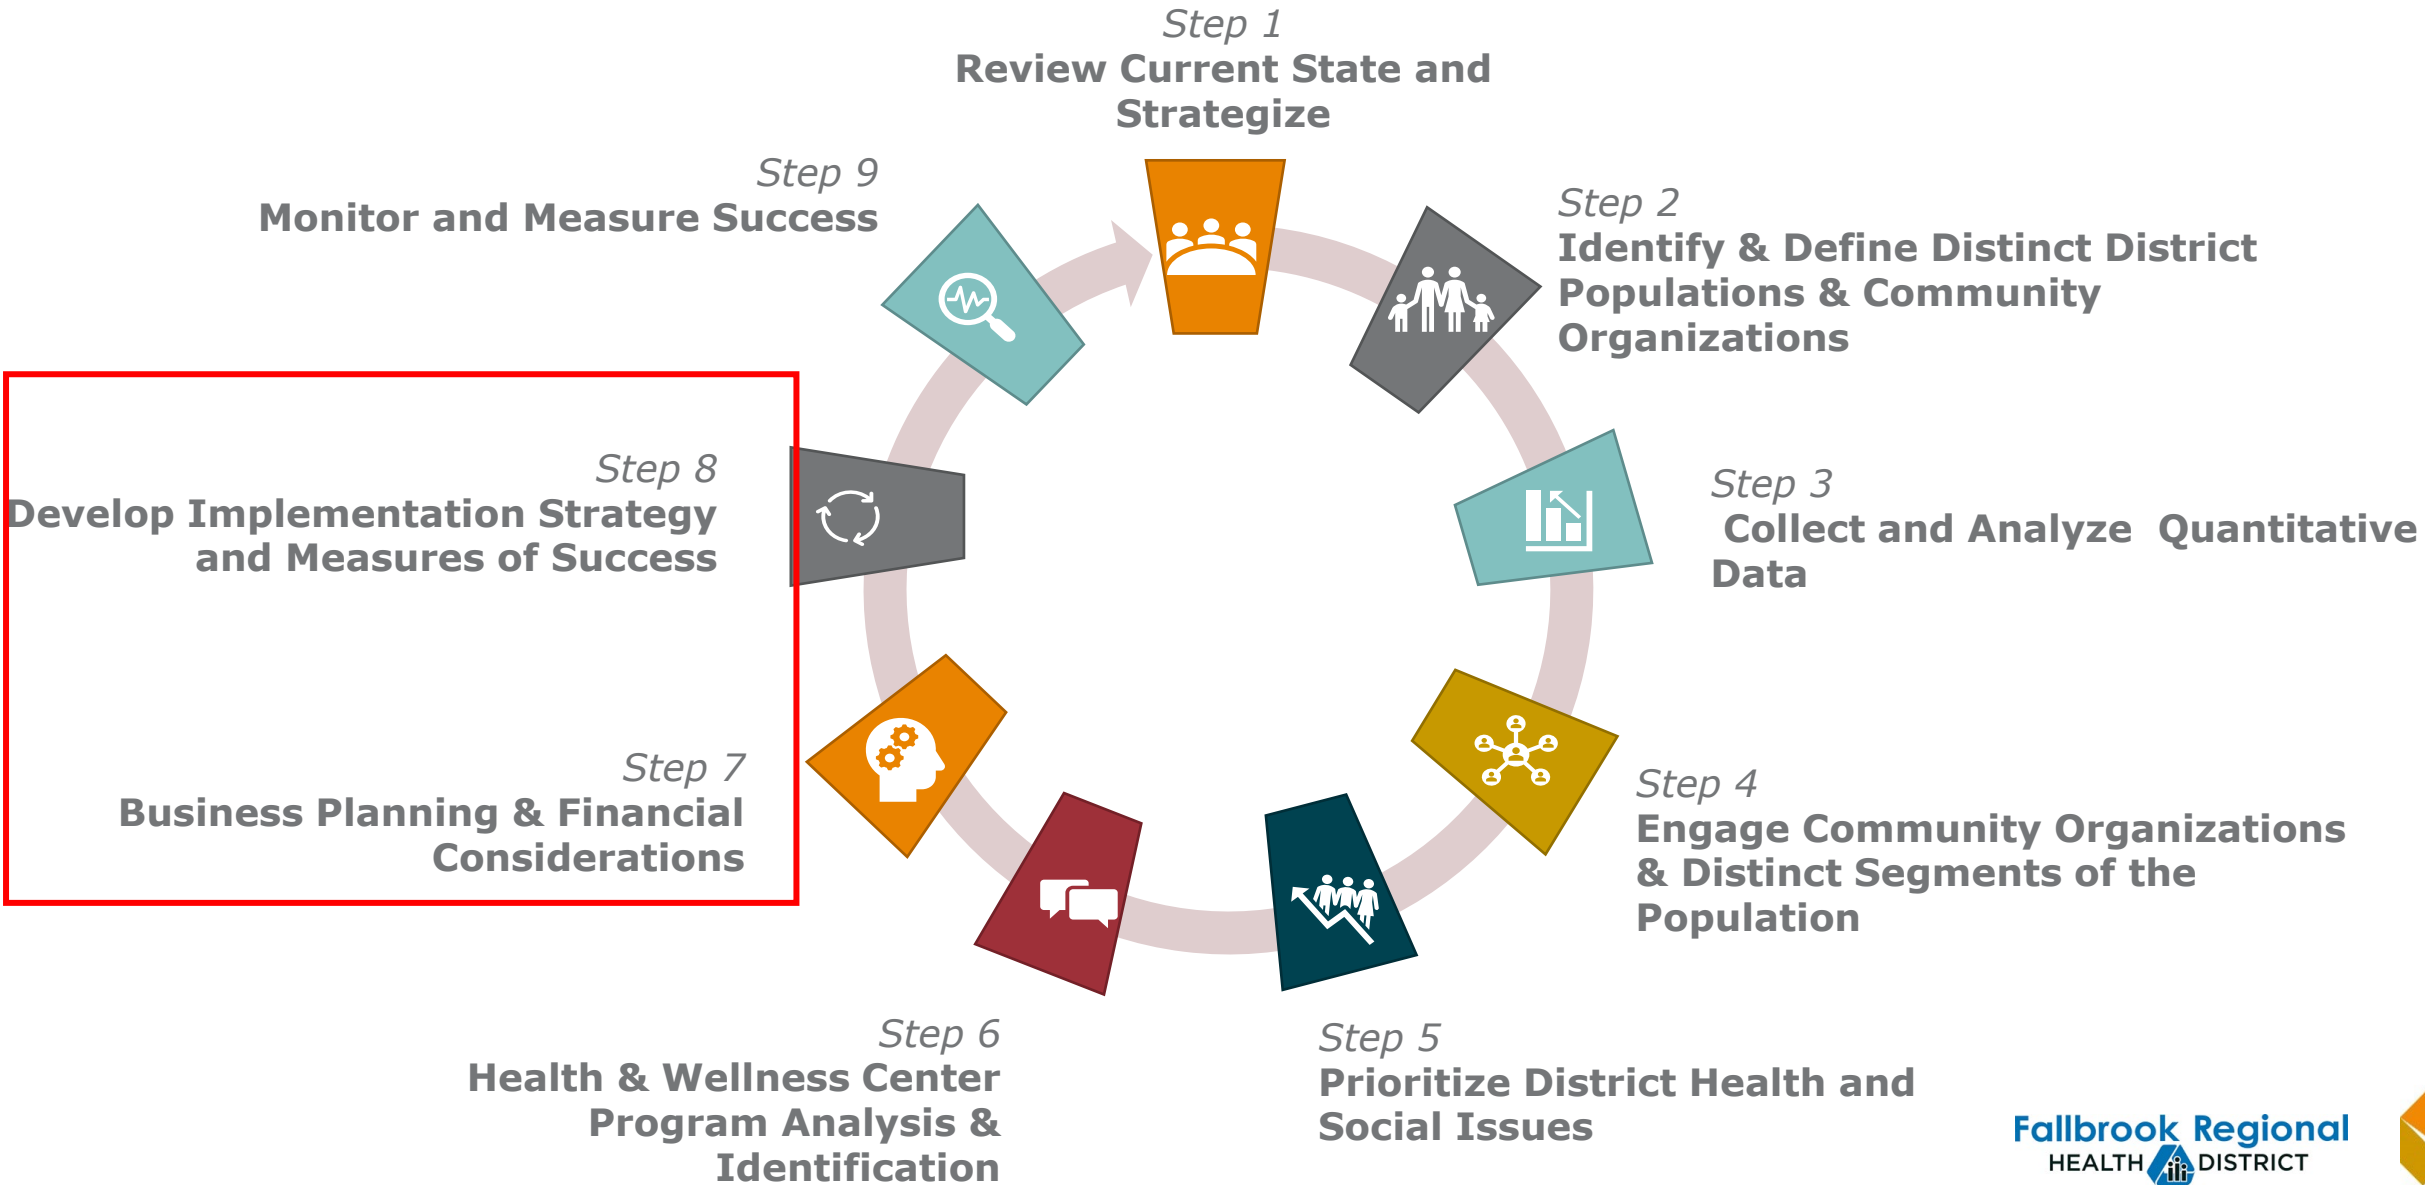 Step 1
Review Current State and
Strategize
Step 2
Identify & Define Distinct District
Populations & Community
Organizations
Step 3
Collect and Analyze  Quantitative
Data
Step 4
Engage Community Organizations
& Distinct Segments of the
Population
Step 5
Prioritize District Health and
Social Issues
Step 6
Health & Wellness Center
Program Analysis &
Identification
Step 7
Business Planning & Financial
Considerations
Step 8
Develop Implementation Strategy
and Measures of Success
Step 9
Monitor and Measure Success
Fallbrook Regional
HEALTH DISTRICT